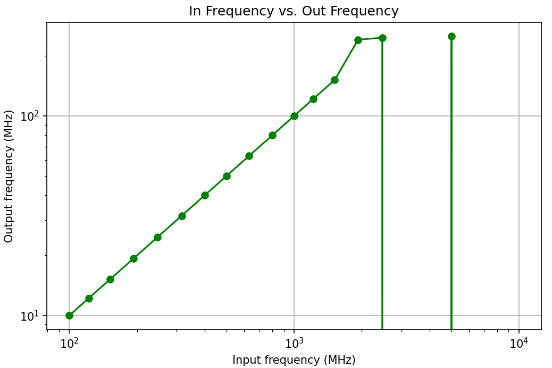 In Frequency vs. Out Frequency
Output frequency (MHz)
10²
10¹
10² 10³ 10⁴
Input frequency (MHz)